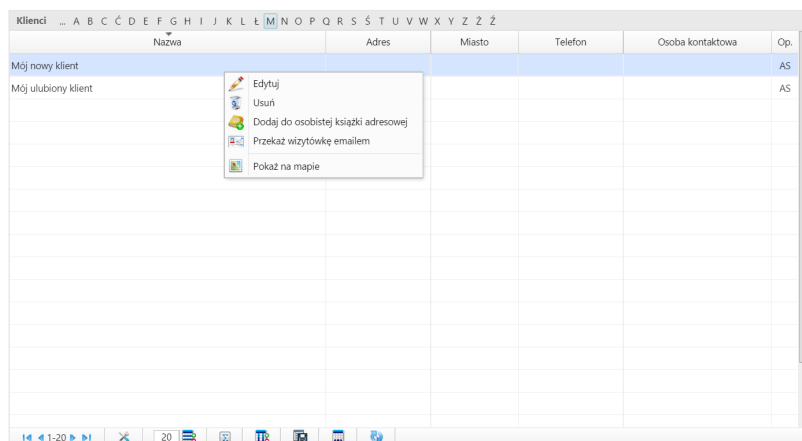 Klienci ... A B C Ć D E F G H I J K L Ł M N O P Q R S Ś T U V W X Y Z Ż Ź
Nazwa Adres Miasto Telefon Osoba kontaktowa Op.
Mój nowy klient AS
Mój ulubiony klient AS
Edytuj
Usuń
Dodaj do osobistej książki adresowej
Przekaż wizytówkę emailem
Pokaż na mapie
1-20 20